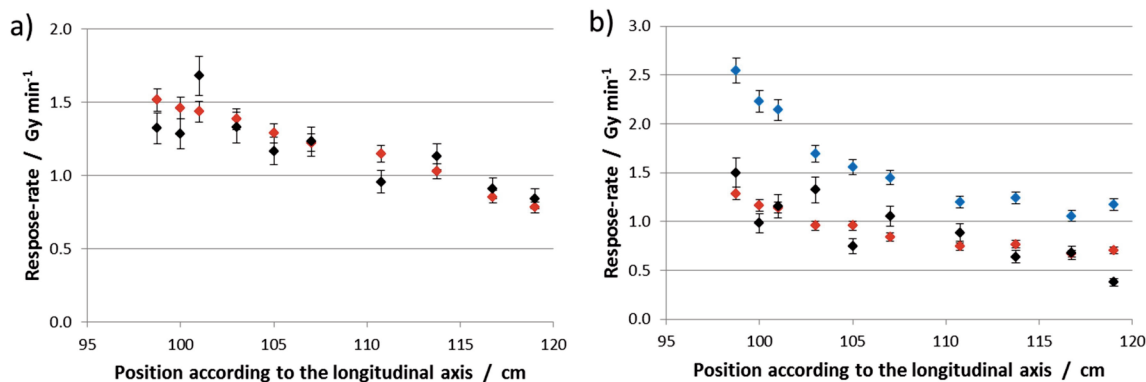 a)
Respose-rate / Gy min-1
2.0
1.5
1.0
0.5
0.0
95 100 105 110 115 120
Position according to the longitudinal axis / cm
b)
Respose-rate / Gy min-1
3.0
2.5
2.0
1.5
1.0
0.5
0.0
95 100 105 110 115 120
Position according to the longitudinal axis / cm